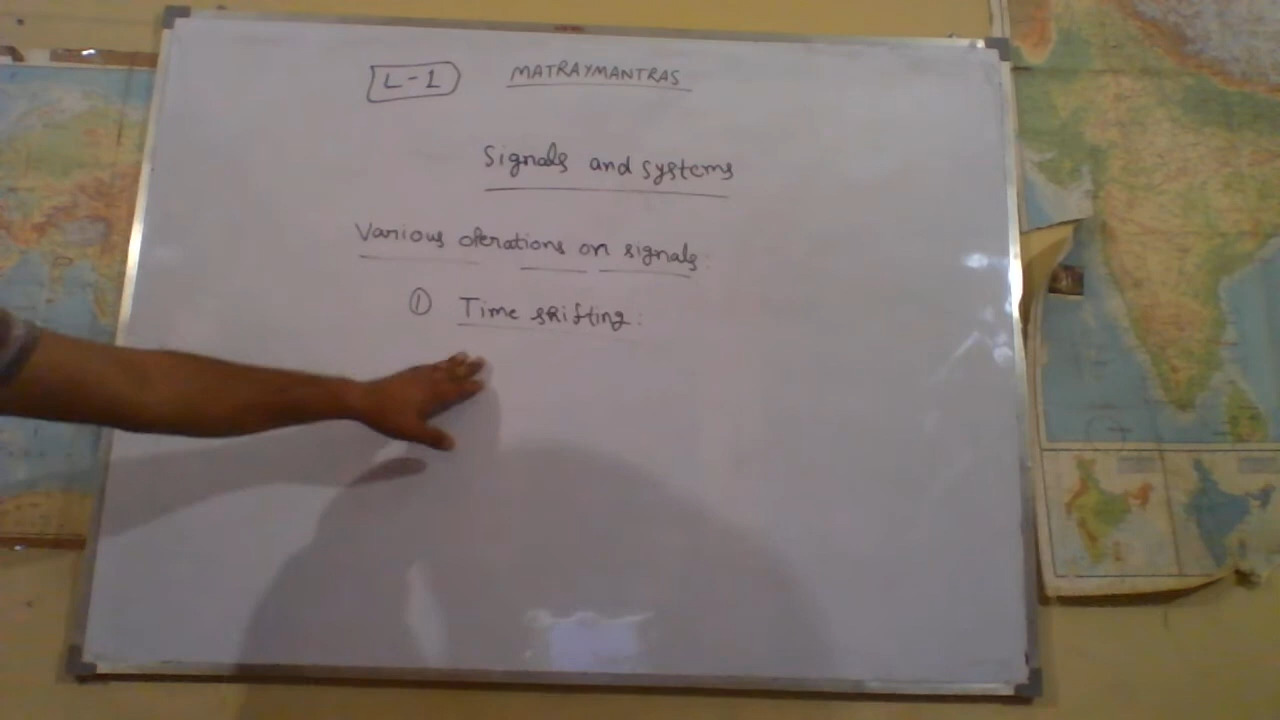 L-1 MATRAYMANTRAS
Signals and systems
Various operations on signals:
① Time shifting: